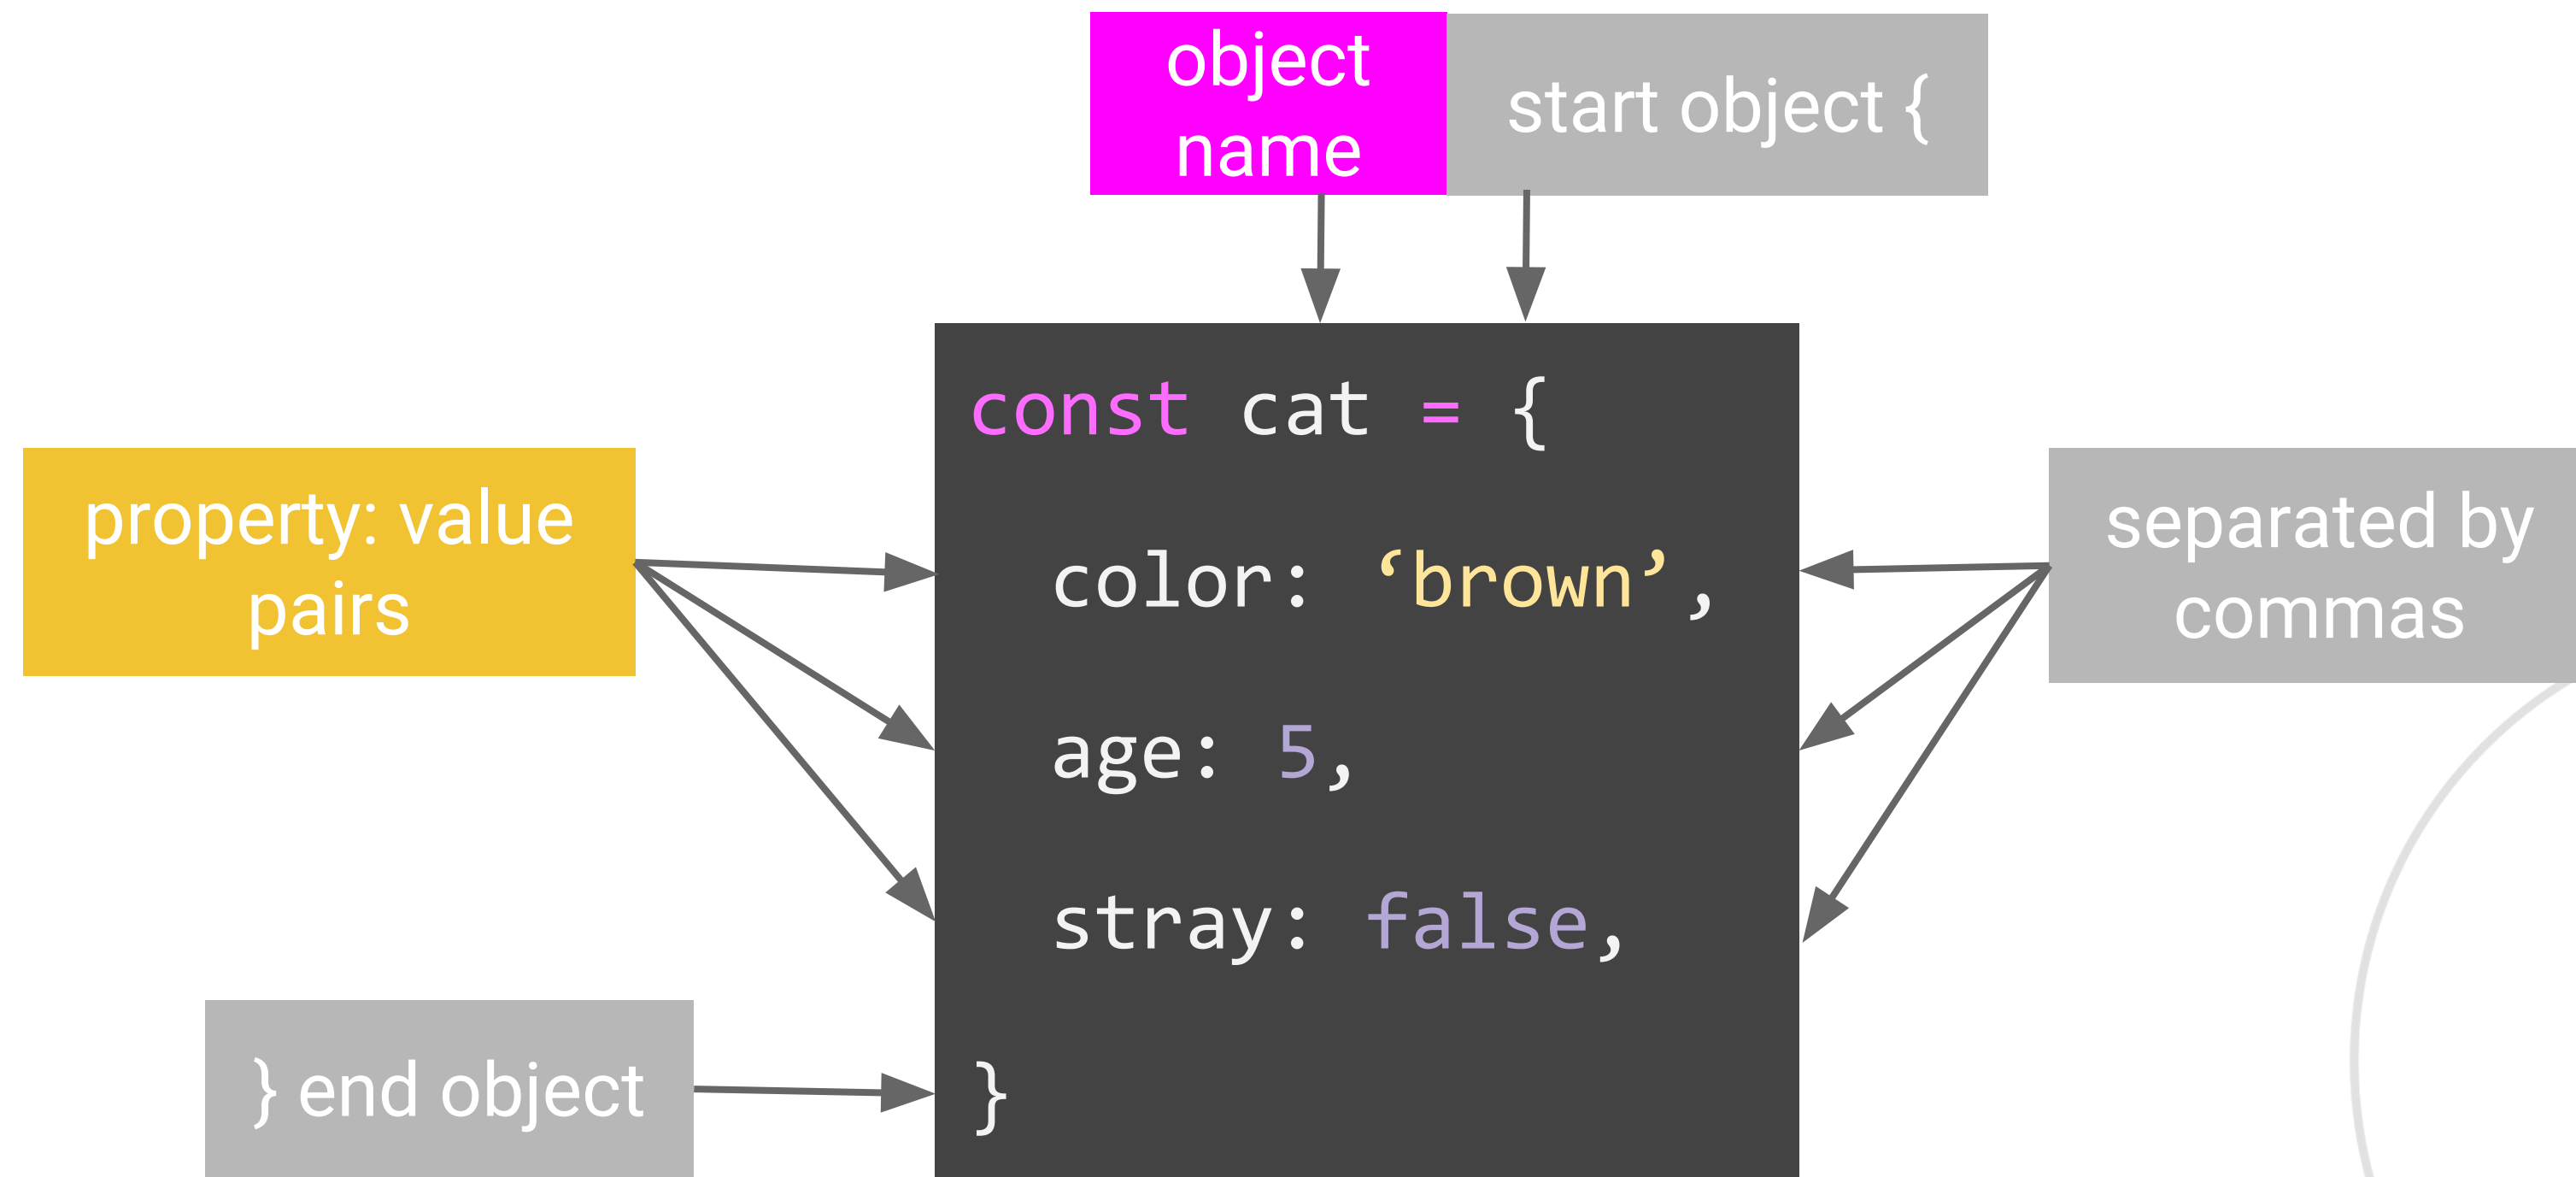 object
name
start object {
const cat = {
property: value
pairs
color: ‘brown’,
separated by
commas
age: 5,
stray: false,
} end object
}